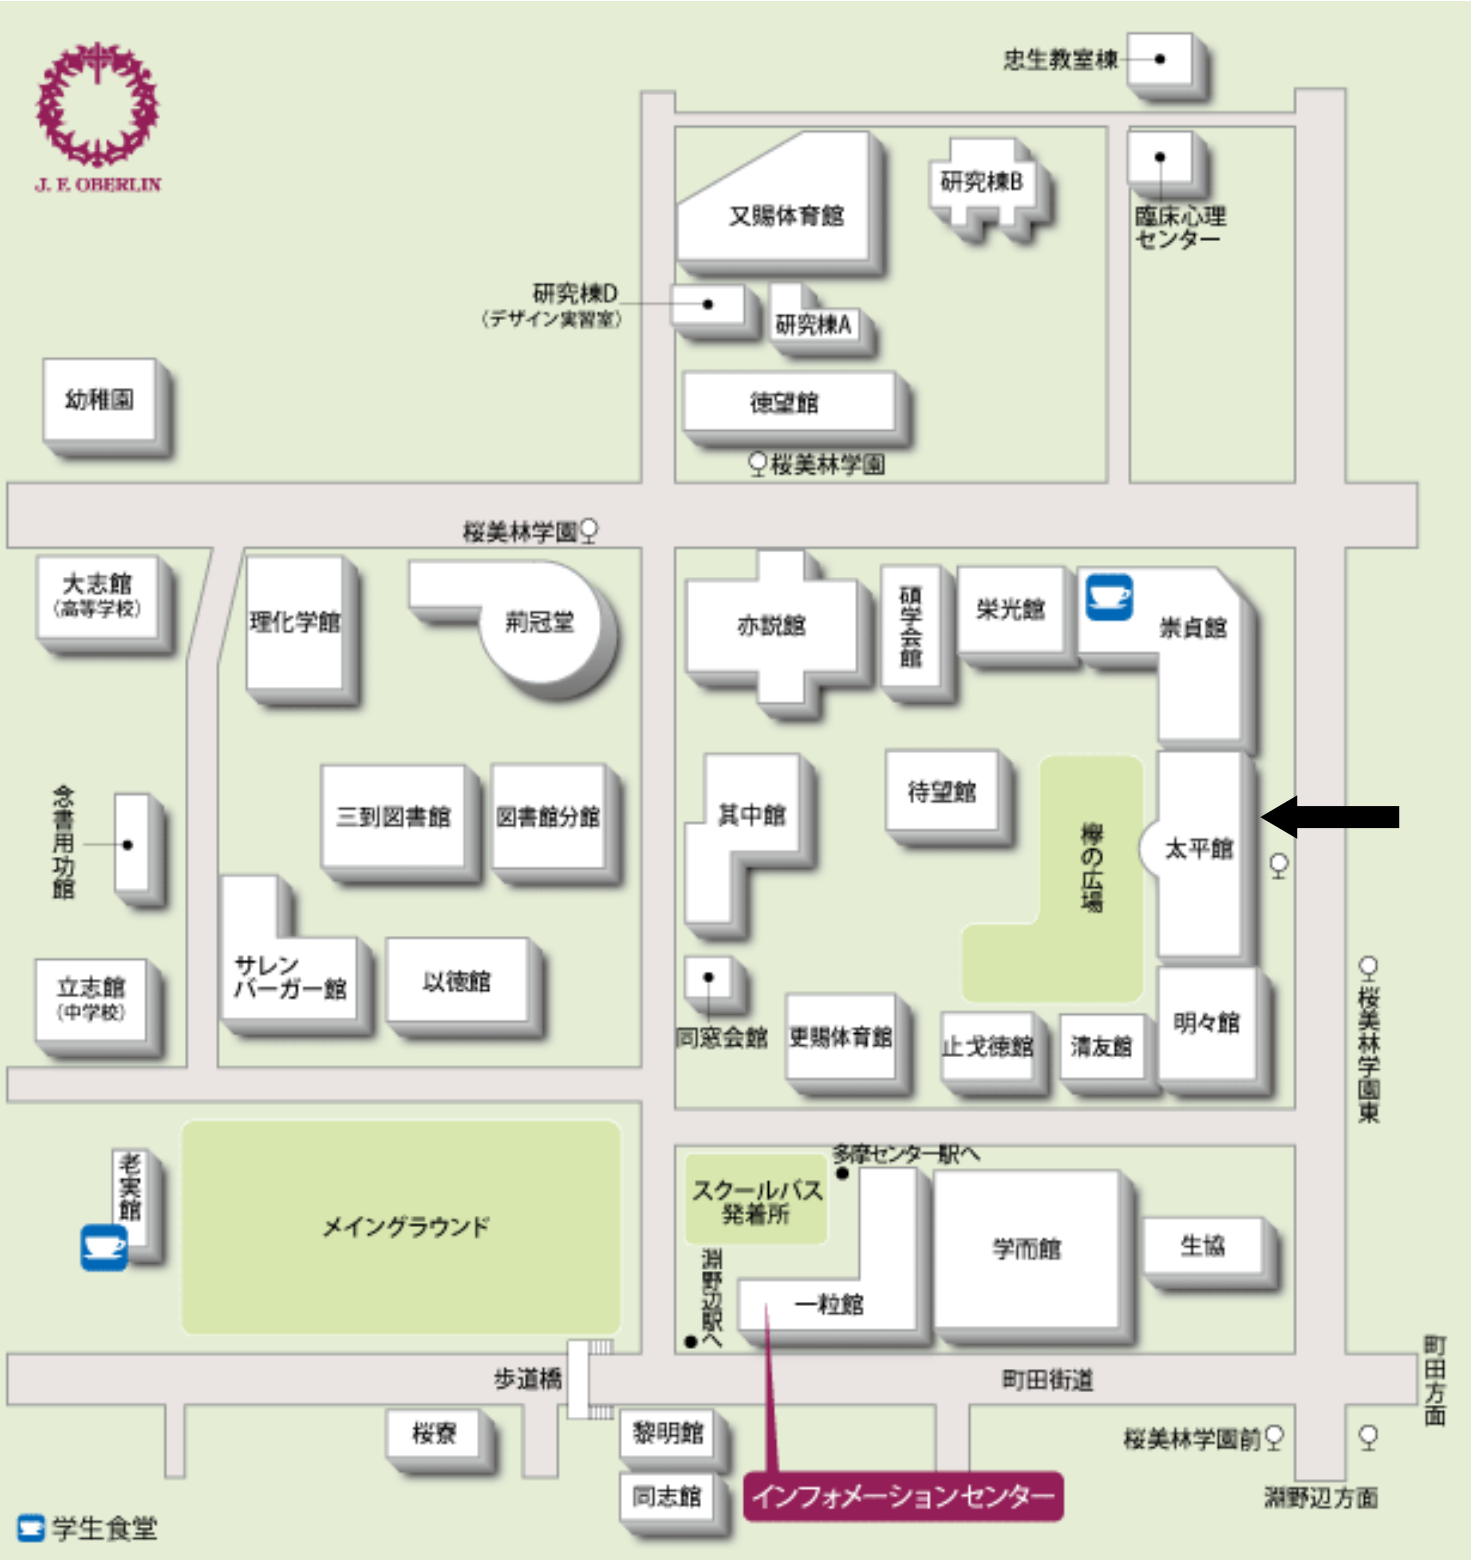 J. F. OBERLIN
忠生教室棟
又賜体育館
研究棟B
臨床心理
センター
研究棟D
（デザイン実習室）
研究棟A
幼稚園
徳望館
桜美林学園
桜美林学園
大志館
（高等学校）
理化学館
荊冠堂
亦説館
碩学会館
栄光館
崇貞館
念書用功館
三到図書館
図書館分館
其中館
待望館
欅の広場
太平館
サレン
バーガー館
以徳館
立志館
（中学校）
同窓会館
更賜体育館
止戈徳館
清友館
明々館
桜美林学園東
老実館
メイングラウンド
スクールバス
発着所
多摩センター駅へ
淵野辺駅へ
一粒館
学而館
生協
歩道橋
町田街道
町田方面
桜寮
黎明館
同志館
インフォメーションセンター
桜美林学園前
淵野辺方面
学生食堂